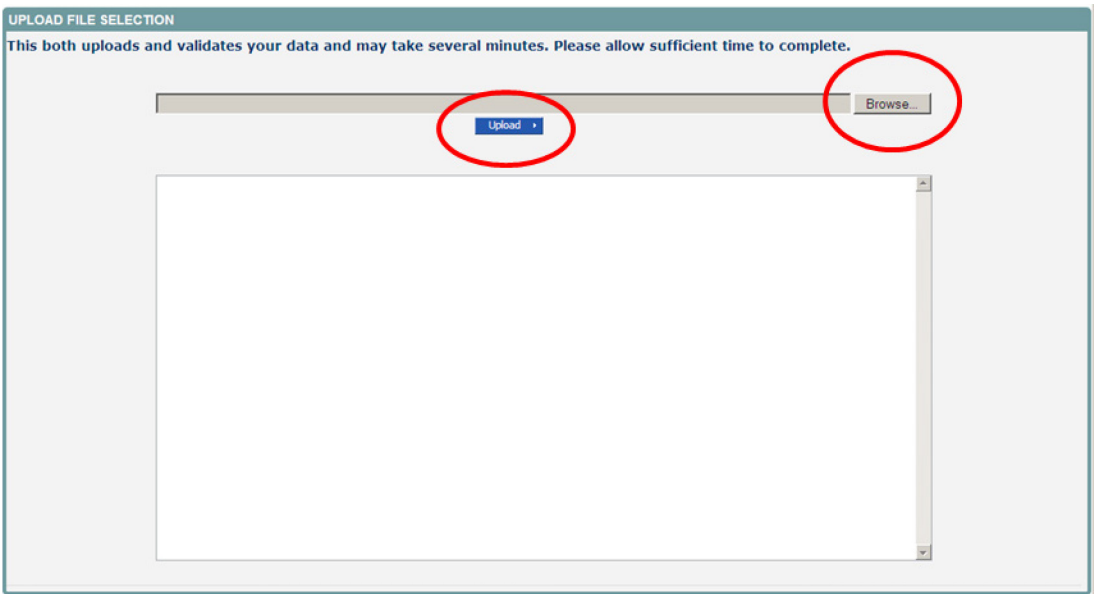 UPLOAD FILE SELECTION
This both uploads and validates your data and may take several minutes. Please allow sufficient time to complete.
Browse...
Upload